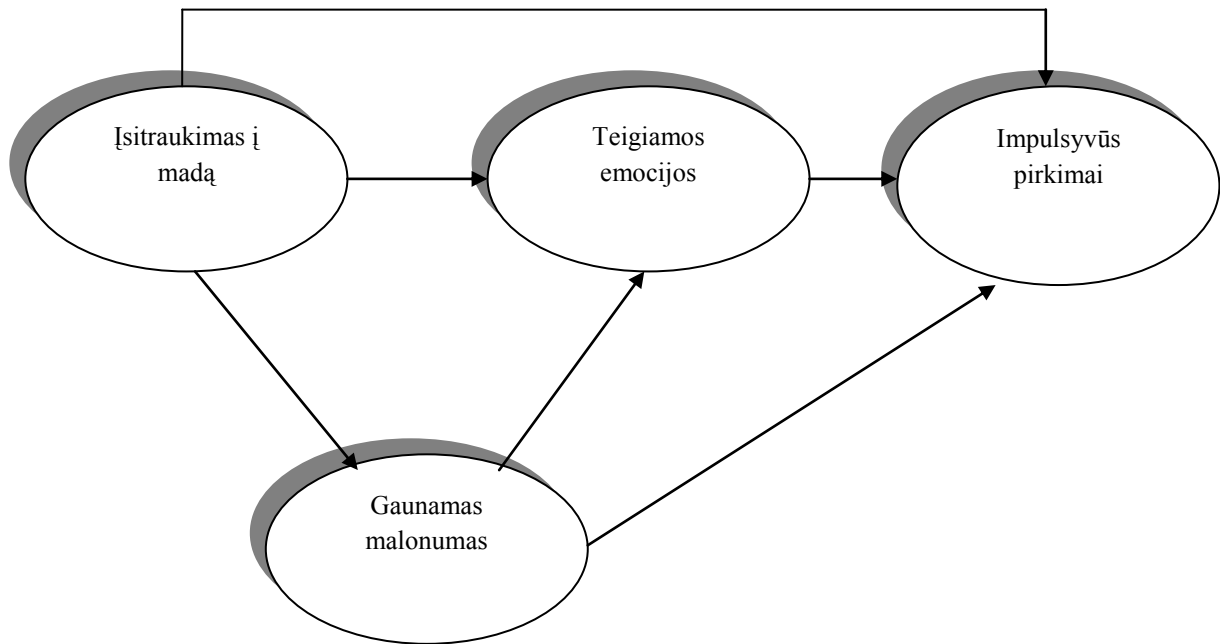 Įsitraukimas į
madą
Teigiamos
emocijos
Impulsyvūs
pirkimai
Gaunamas
malonumas